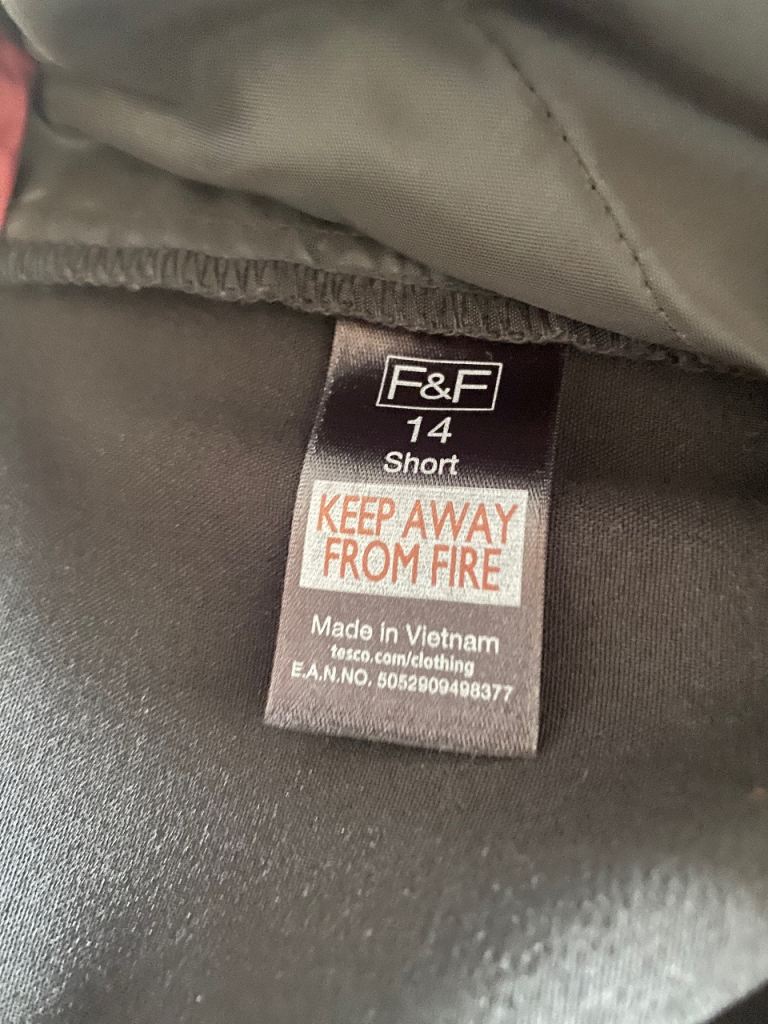 F&F
14
Short
KEEP AWAY
FROM FIRE
Made in Vietnam
tesco.com/clothing
E.A.N.NO. 5052909498377